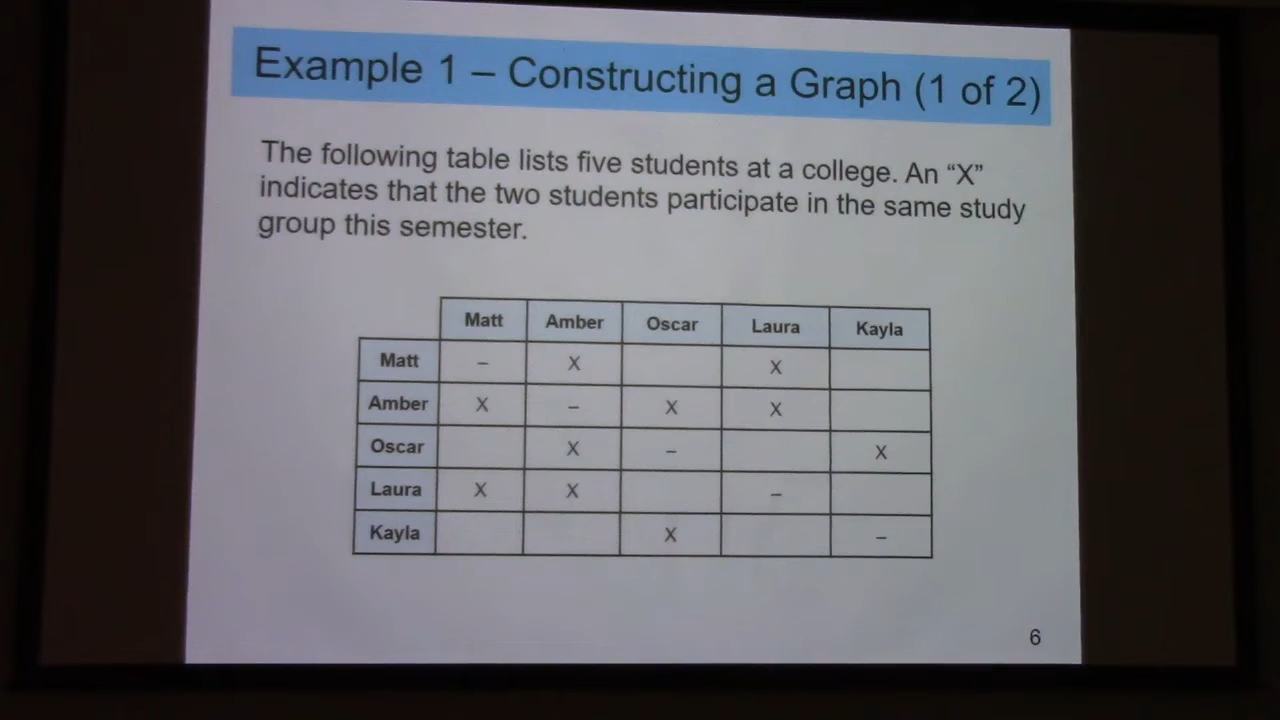 Example 1 – Constructing a Graph (1 of 2)
The following table lists five students at a college. An “X”
indicates that the two students participate in the same study
group this semester.
Matt Amber Oscar Laura Kayla
Matt – X X
Amber X – X X
Oscar X – X
Laura X X –
Kayla X –
6